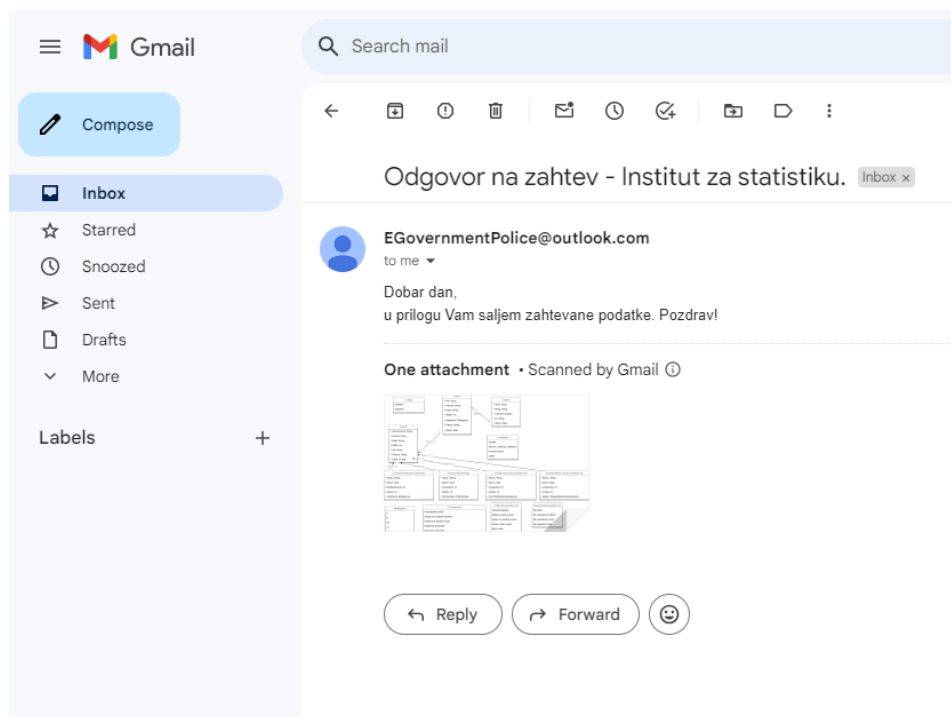 Gmail
Search mail
Compose
Inbox
Starred
Snoozed
Sent
Drafts
More
Labels
Odgovor na zahtev - Institut za statistiku. Inbox ×
EGovernmentPolice@outlook.com
to me
Dobar dan,
u prilogu Vam saljem zahtevane podatke. Pozdrav!
One attachment • Scanned by Gmail
Reply
Forward